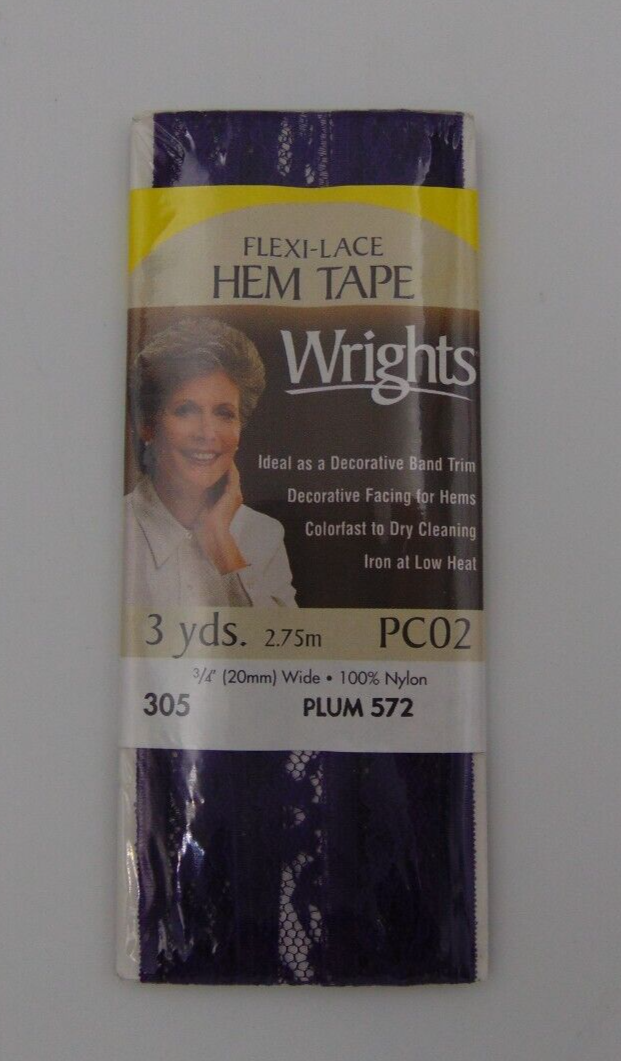 FLEXI-LACE
HEM TAPE
Wrights
Ideal as a Decorative Band Trim
Decorative Facing for Hems
Colorfast to Dry Cleaning
Iron at Low Heat
3 yds. 2.75m PC02
3/4" (20mm) Wide • 100% Nylon
305 PLUM 572